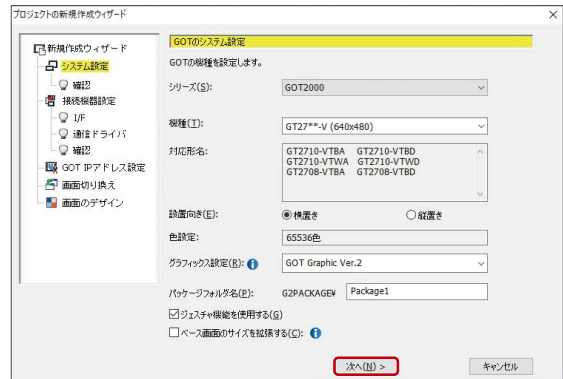 プロジェクトの新規作成ウィザード
新規作成ウィザード
システム設定
確認
接続機器設定
I/F
通信ドライバ
確認
GOT IPアドレス設定
画面切り換え
画面のデザイン
GOTのシステム設定
GOTの機種を設定します。
シリーズ(S): GOT2000
機種(T): GT27**-V (640x480)
対応形名: GT2710-VTBA GT2710-VTBD
GT2710-VTWA GT2710-VTWD
GT2708-VTBA GT2708-VTBD
設置向き(E): 横置き 縦置き
色設定: 65536色
グラフィックス設定(R): GOT Graphic Ver.2
パッケージフォルダ名(P): G2PACKAGE¥ Package1
ジェスチャ機能を使用する(G)
ベース画面のサイズを拡張する(C):
次へ(N) > キャンセル